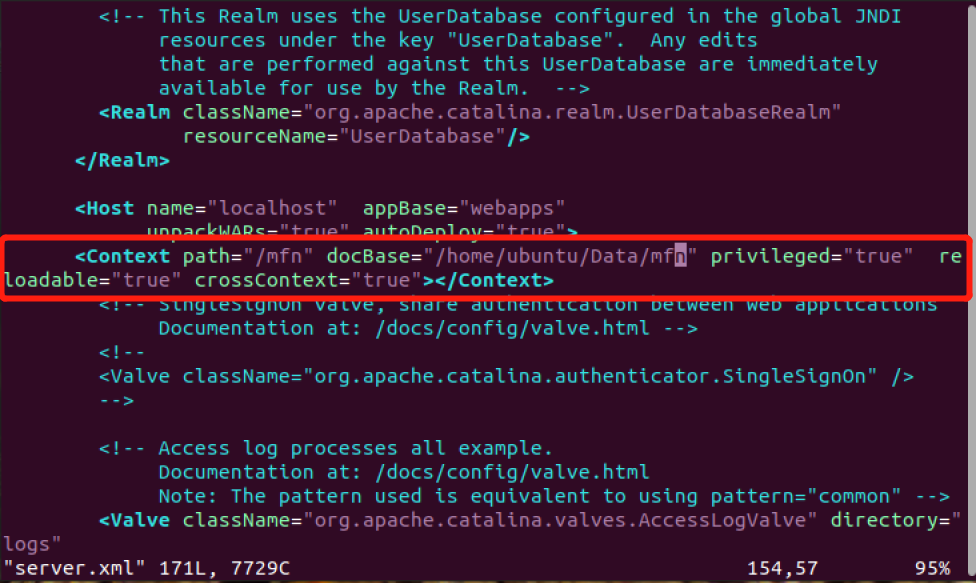 <!-- This Realm uses the UserDatabase configured in the global JNDI
resources under the key "UserDatabase".  Any edits
that are performed against this UserDatabase are immediately
available for use by the Realm.  -->
<Realm className="org.apache.catalina.realm.UserDatabaseRealm"
resourceName="UserDatabase"/>
</Realm>
<Host name="localhost"  appBase="webapps"
unpackWARs="true" autoDeploy="true">
<Context path="/mfn" docBase="/home/ubuntu/Data/mfn" privileged="true"  re
loadable="true" crossContext="true"></Context>
<!-- SingleSignOn valve, share authentication between web applications
Documentation at: /docs/config/valve.html -->
<!--
<Valve className="org.apache.catalina.authenticator.SingleSignOn" />
-->
<!-- Access log processes all example.
Documentation at: /docs/config/valve.html
Note: The pattern used is equivalent to using pattern="common" -->
<Valve className="org.apache.catalina.valves.AccessLogValve" directory="
logs"
"server.xml" 171L, 7729C 154,57 95%